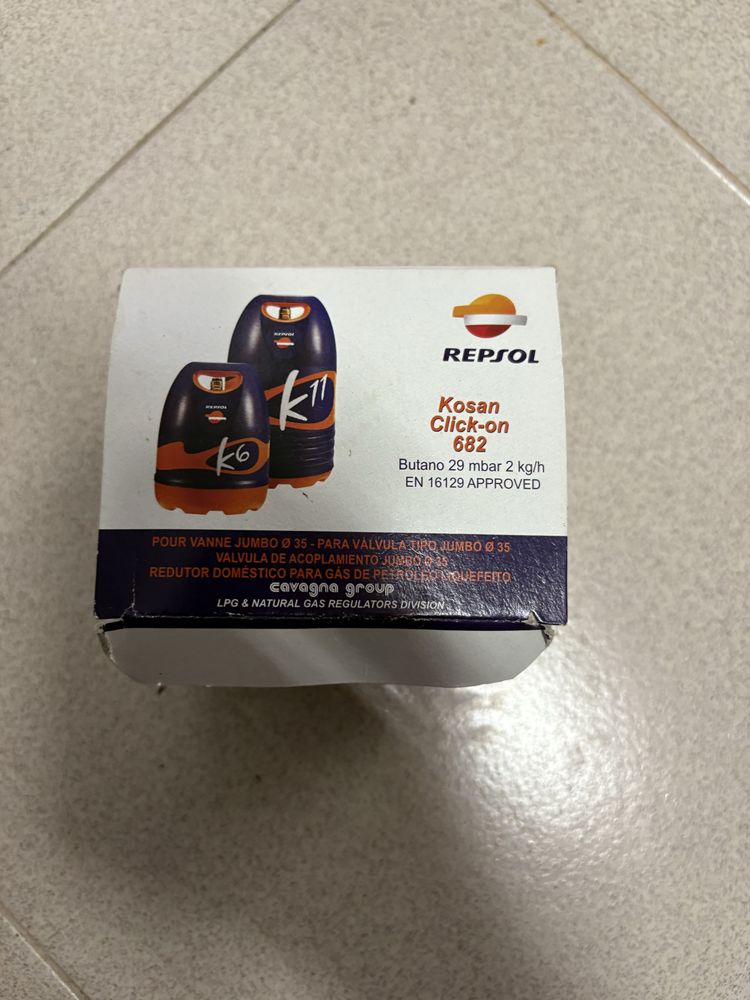 REPSOL
K11
REPSOL
K6
REPSOL
Kosan
Click-on
682
Butano 29 mbar 2 kg/h
EN 16129 APPROVED
POUR VANNE JUMBO Ø 35 - PARA VÁLVULA TIPO JUMBO Ø 35
VALVULA DE ACOPLAMIENTO JUMBO Ø 35
REDUTOR DOMÉSTICO PARA GÁS DE PETRÓLEO LIQUEFEITO
cavagna group
LPG & NATURAL GAS REGULATORS DIVISION